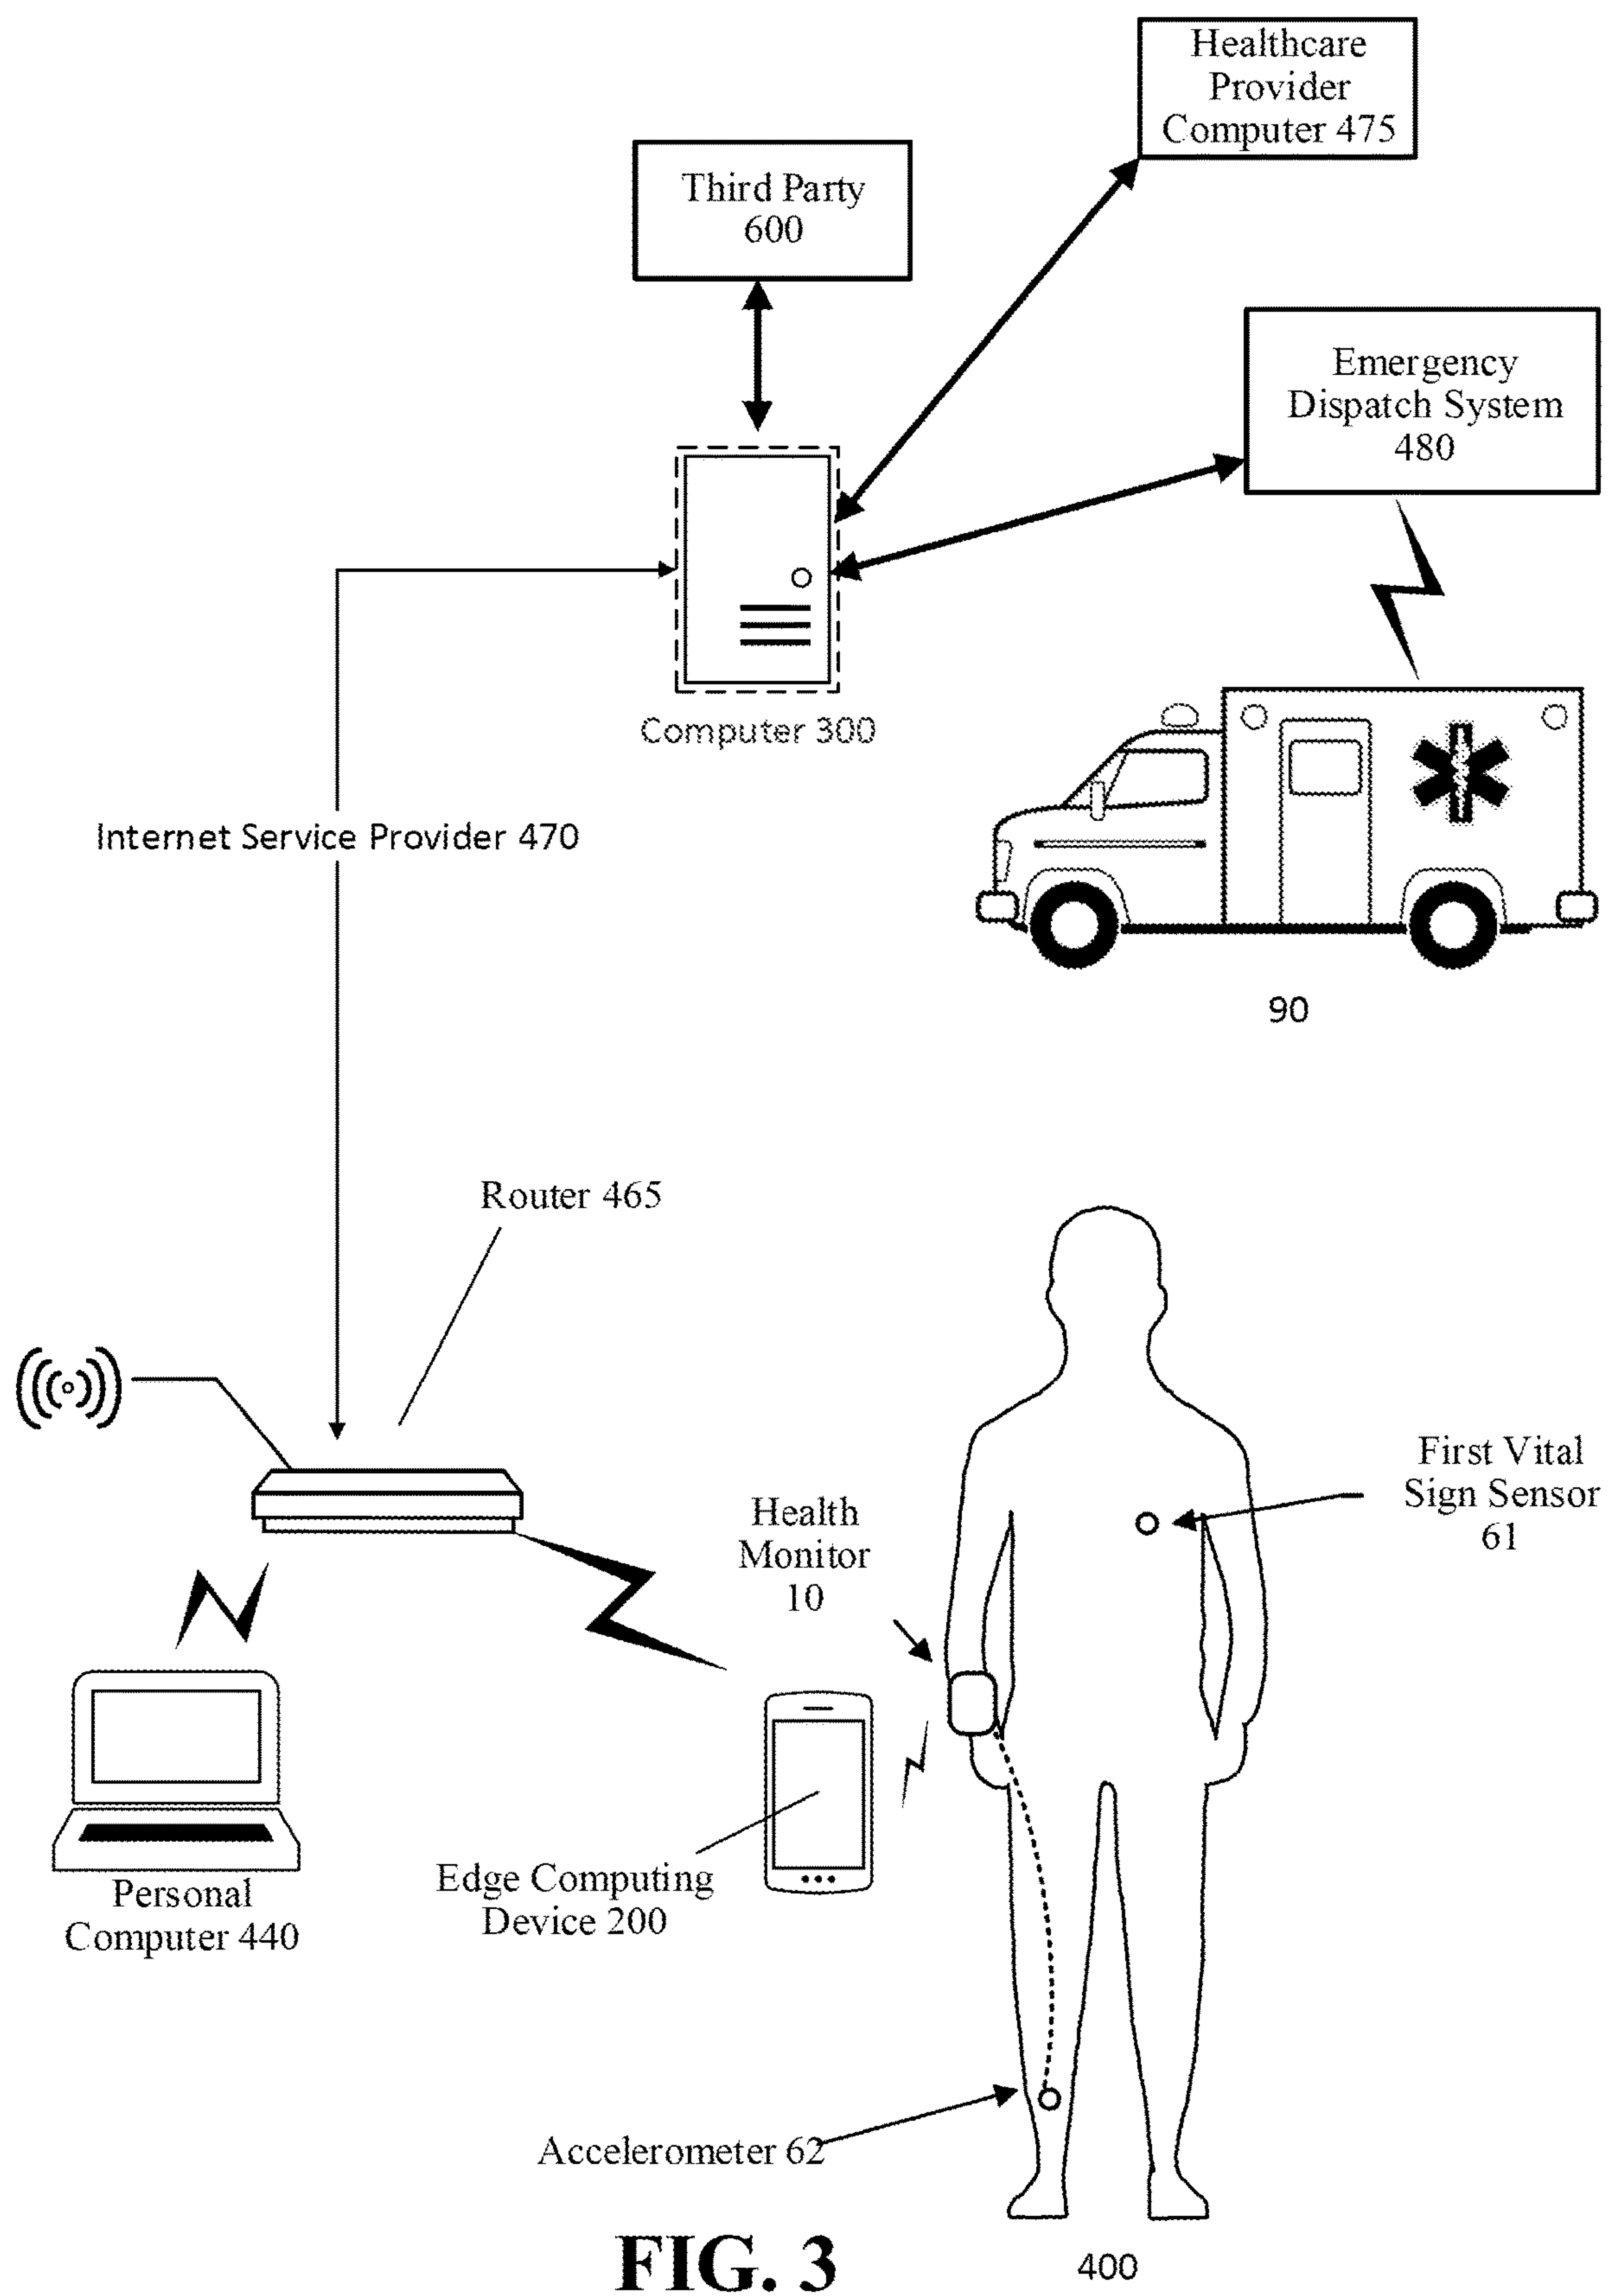 Healthcare
Provider
Computer 475
Third Party
600
Emergency
Dispatch System
480
Computer 300
Internet Service Provider 470
90
Router 465
First Vital
Sign Sensor
61
Health
Monitor
10
Edge Computing
Device 200
Personal
Computer 440
Accelerometer 62
FIG. 3
400